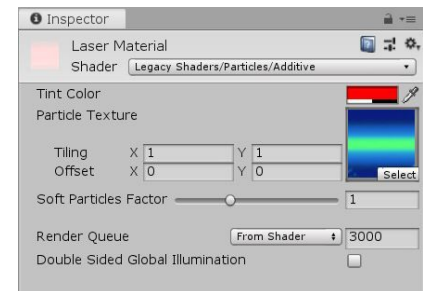 Inspector
Laser Material
Shader Legacy Shaders/Particles/Additive
Tint Color
Particle Texture
Tiling X 1 Y 1
Offset X 0 Y 0
Select
Soft Particles Factor 1
Render Queue From Shader 3000
Double Sided Global Illumination